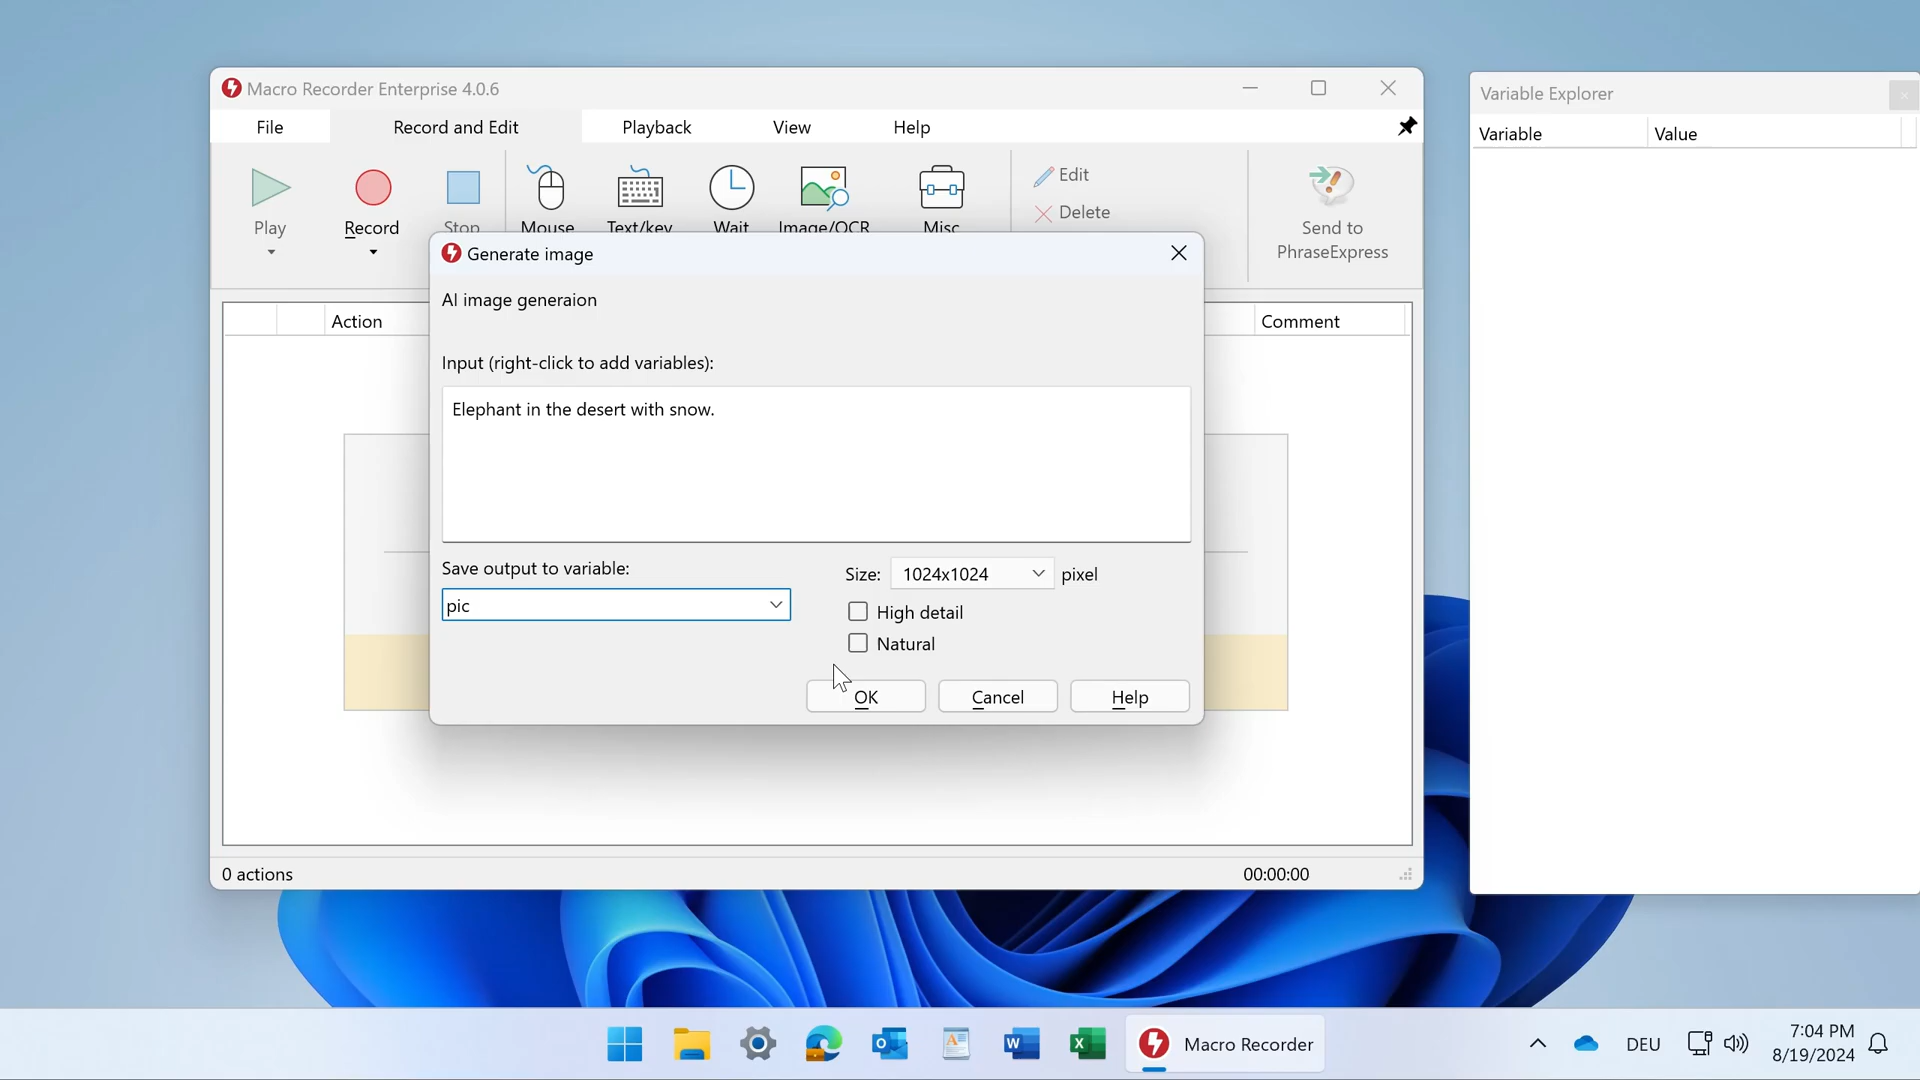 Macro Recorder Enterprise 4.0.6
File Record and Edit Playback View Help
Play Record Stop Mouse Text/key Wait Image/OCR Misc
Edit
Delete
Send to
PhraseExpress
Action Comment
Generate image
AI image generaion
Input (right-click to add variables):
Elephant in the desert with snow.
Save output to variable:
pic
Size: 1024x1024 pixel
High detail
Natural
OK Cancel Help
0 actions 00:00:00
Variable Explorer
Variable Value
Macro Recorder
DEU
7:04 PM
8/19/2024